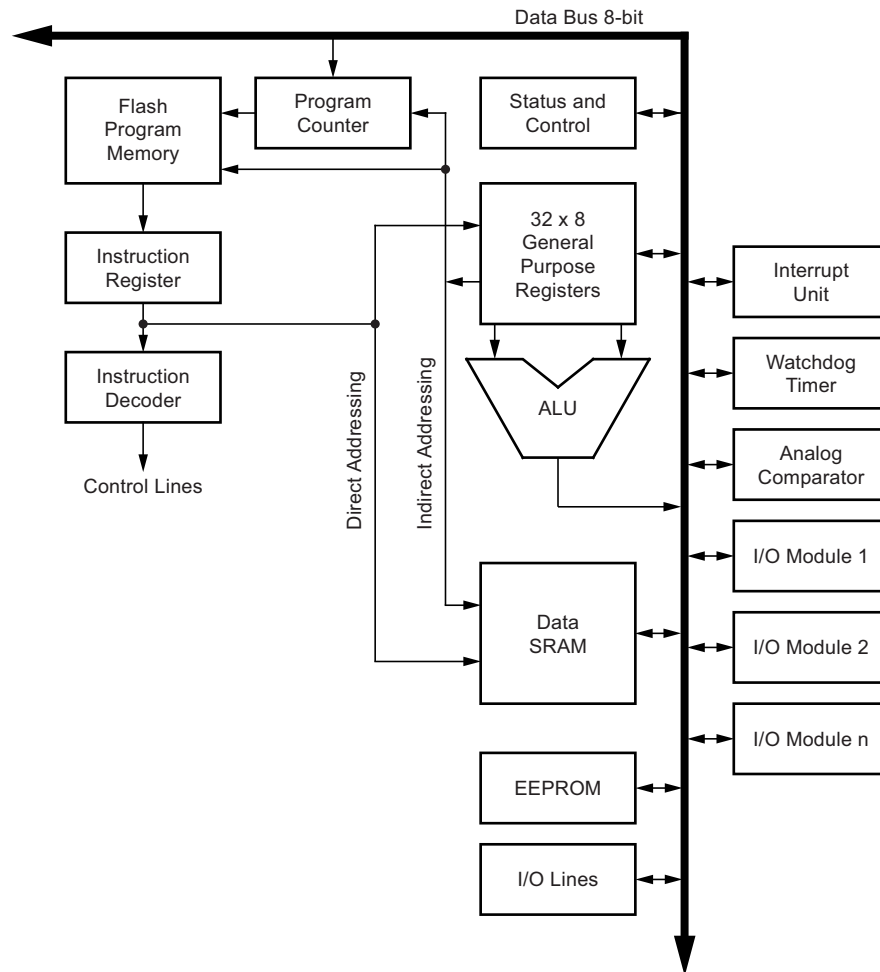 Data Bus 8-bit
Flash
Program
Memory
Program
Counter
Status and
Control
32 x 8
General
Purpose
Registers
Instruction
Register
Interrupt
Unit
Instruction
Decoder
Watchdog
Timer
ALU
Direct Addressing
Indirect Addressing
Analog
Comparator
Control Lines
I/O Module 1
Data
SRAM
I/O Module 2
I/O Module n
EEPROM
I/O Lines